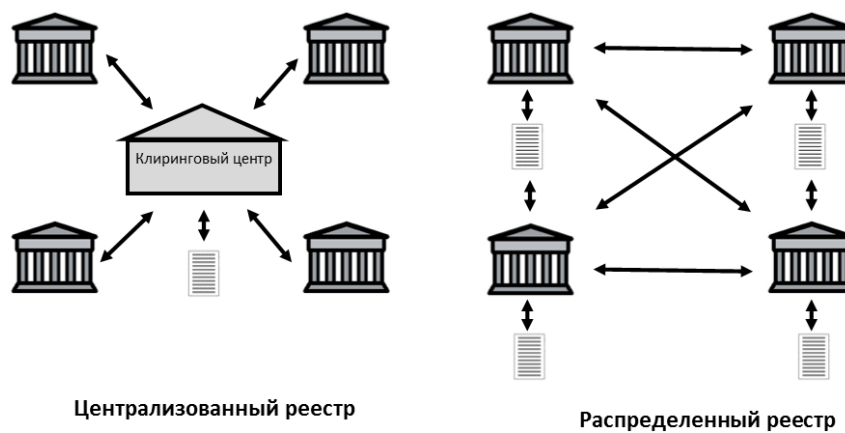 Клиринговый центр
Централизованный реестр
Распределенный реестр